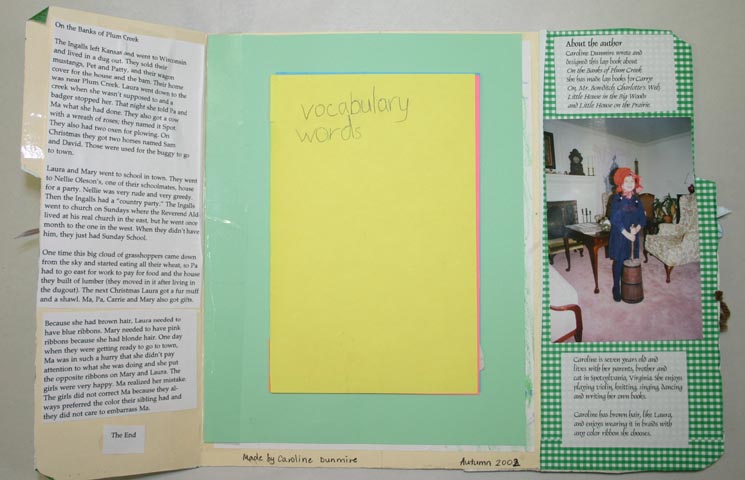 On the Banks of Plum Creek
The Ingalls left Kansas and went to Wisconsin
and lived in a dug out. They sold their
mustangs, Pet and Patty, and their wagon
cover for the house and the barn. Their home
was near Plum Creek. Laura went down to the
creek when she wasn't supposed to and a
badger stopped her. That night she told Pa and
Ma what she had done. They also got a cow
with a wreath of roses; they named it Spot.
They also had two oxen for plowing. On
Christmas they got two horses named Sam
and David. Those were used for the buggy to go
to town.
Laura and Mary went to school in town. They went
to Nellie Oleson's, one of their schoolmates, house
for a party. Nellie was very rude and very greedy.
Then the Ingalls had a "country party." The Ingalls
went to church on Sundays where the Reverend Ald
lived at his real church in the east, but he went once
month to the one in the west. When they didn't have
him, they just had Sunday School.
One time this big cloud of grasshoppers came down
from the sky and started eating all their wheat, so Pa
had to go east for work to pay for food and the house
they built of lumber (they moved in it after living in
the dugout). The next Christmas Laura got a fur muff
and a shawl. Ma, Pa, Carrie and Mary also got gifts.
Because she had brown hair, Laura needed to
have blue ribbons. Mary needed to have pink
ribbons because she had blonde hair. One day
when they were getting ready to go to town,
Ma was in such a hurry that she didn't pay
attention to what she was doing and she put
the opposite ribbons on Mary and Laura. The
girls were very happy. Ma realized her mistake.
The girls did not correct Ma because they al-
ways preferred the color their sibling had and
they did not care to embarrass Ma.
The End
vocabulary
words
Made by Caroline Dunmire
Autumn 2002
About the author
Caroline Dunmire wrote and
designed this lap book about
On the Banks of Plum Creek.
She has made lap books for Carry
On, Mr. Bowditch, Charlotte's Web,
Little House in the Big Woods
and Little House on the Prairie.
Caroline is seven years old and
lives with her parents, brother and
cat in Spotsylvania, Virginia. She enjoys
playing violin, knitting, singing, dancing
and writing her own books.
Caroline has brown hair, like Laura,
and enjoys wearing it in braids with
any color ribbon she chooses.